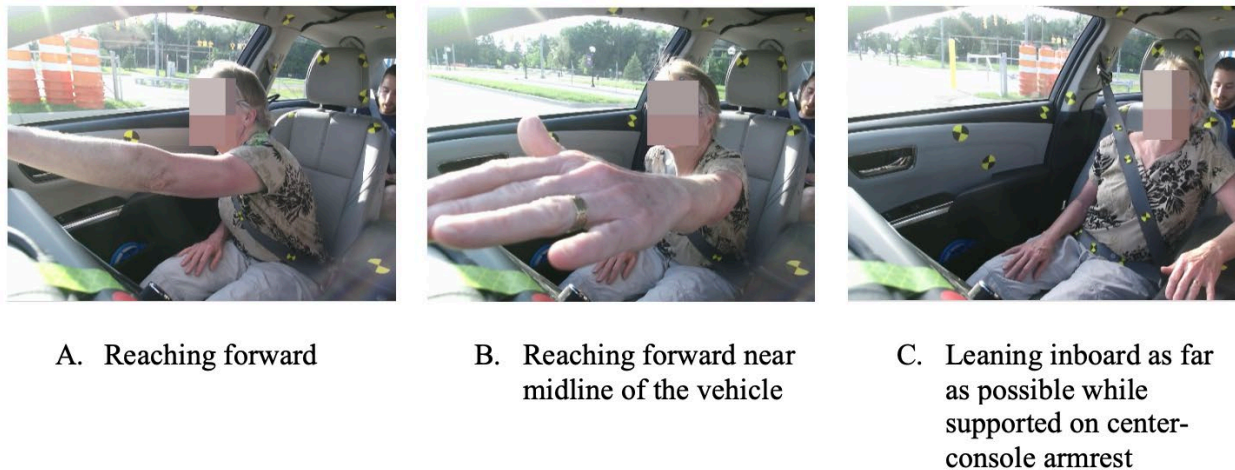 A. Reaching forward
B. Reaching forward near
midline of the vehicle
C. Leaning inboard as far
as possible while
supported on center-
console armrest